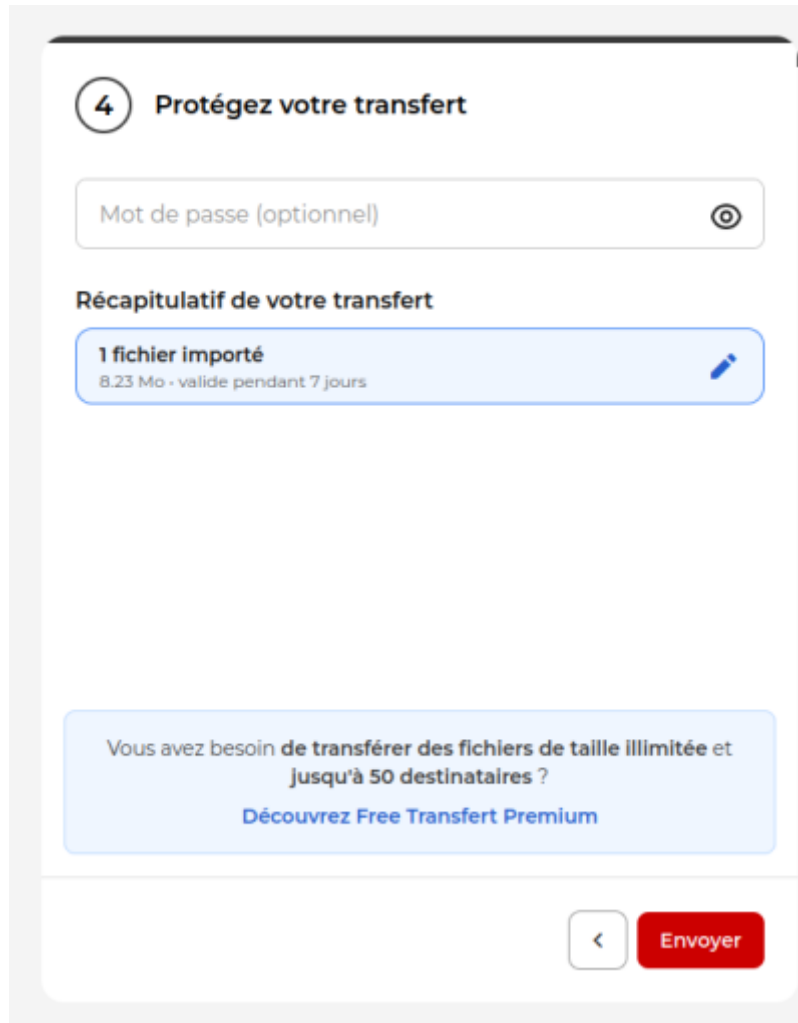 4 Protégez votre transfert
Mot de passe (optionnel)
Récapitulatif de votre transfert
1 fichier importé
8.23 Mo - valide pendant 7 jours
Vous avez besoin de transférer des fichiers de taille illimitée et
jusqu'à 50 destinataires ?
Découvrez Free Transfert Premium
Envoyer